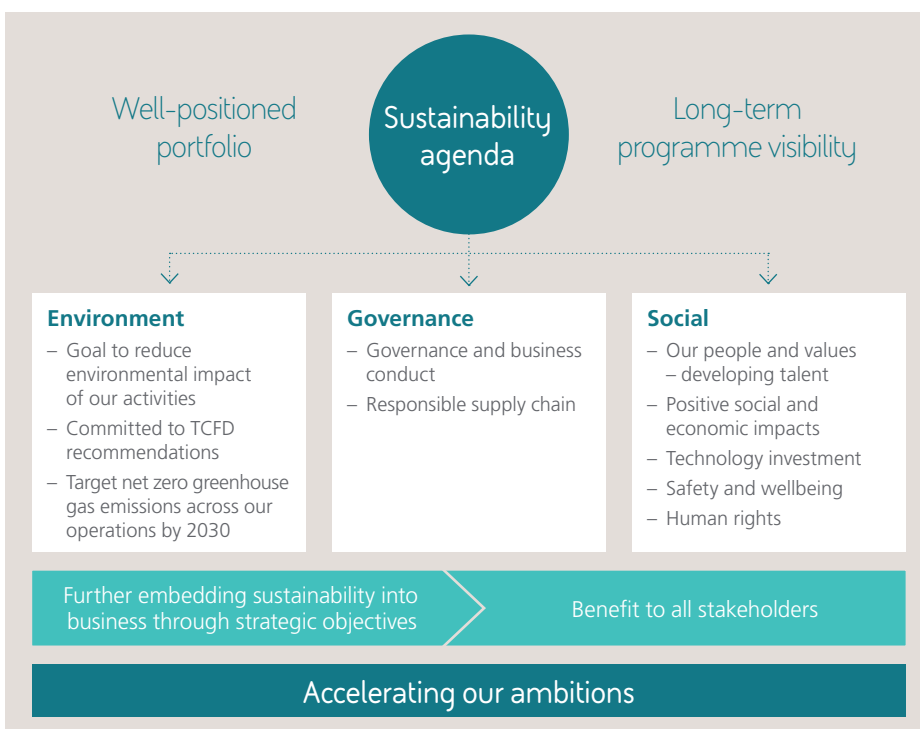 Well-positioned
portfolio
Sustainability
agenda
Long-term
programme visibility
Environment
– Goal to reduce
environmental impact
of our activities
– Committed to TCFD
recommendations
– Target net zero greenhouse
gas emissions across our
operations by 2030
Governance
– Governance and business
conduct
– Responsible supply chain
Social
– Our people and values
– developing talent
– Positive social and
economic impacts
– Technology investment
– Safety and wellbeing
– Human rights
Further embedding sustainability into
business through strategic objectives
Benefit to all stakeholders
Accelerating our ambitions